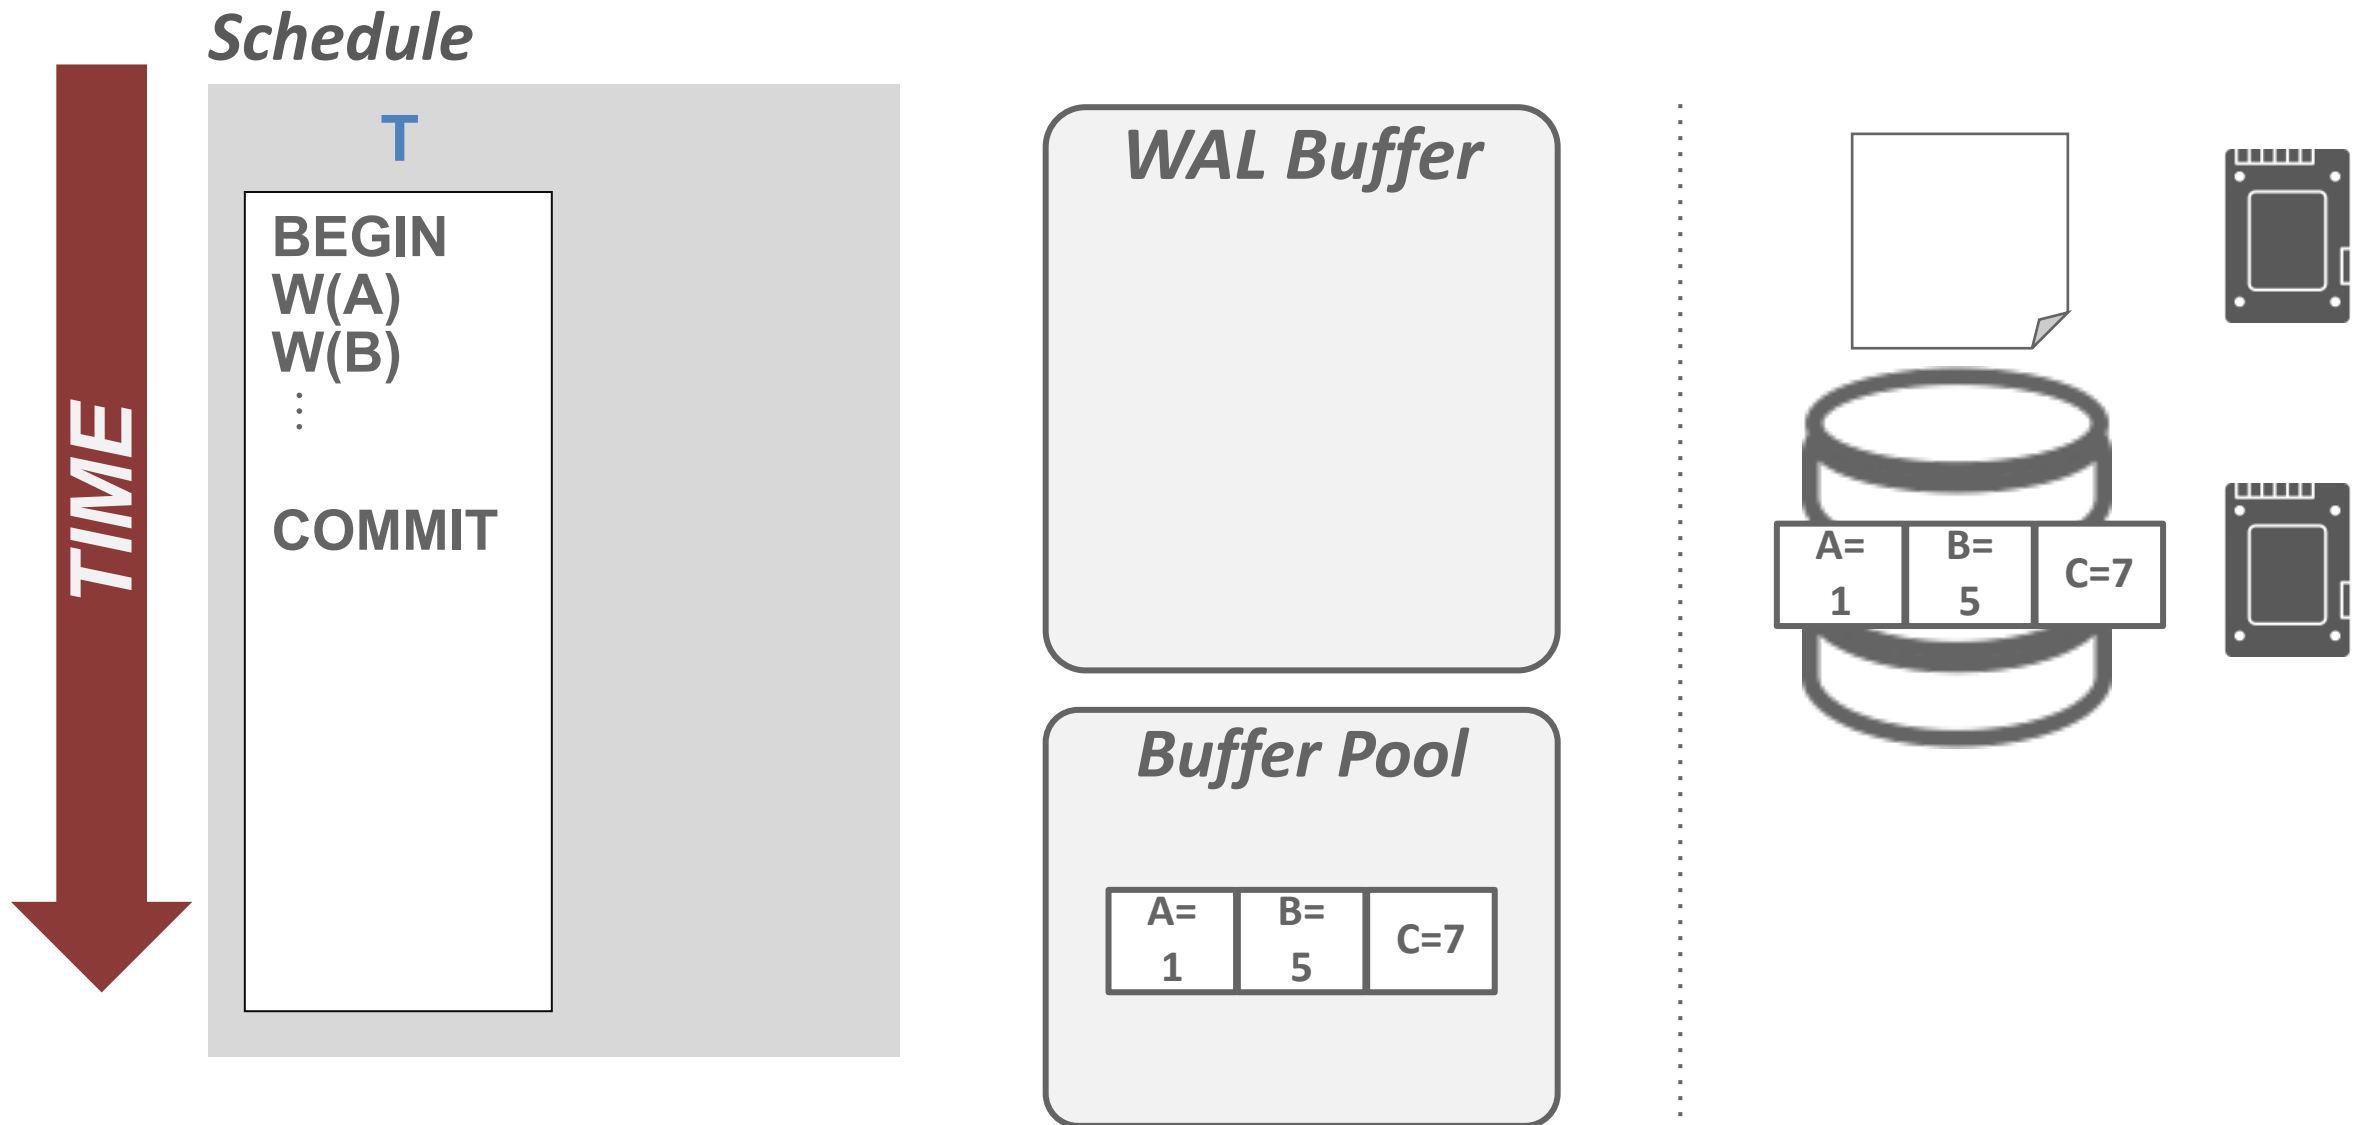 Schedule
TIME
T
BEGIN
W(A)
W(B)
⋮
COMMIT
WAL Buffer
Buffer Pool
A=
1
B=
5
C=7
A=
1
B=
5
C=7